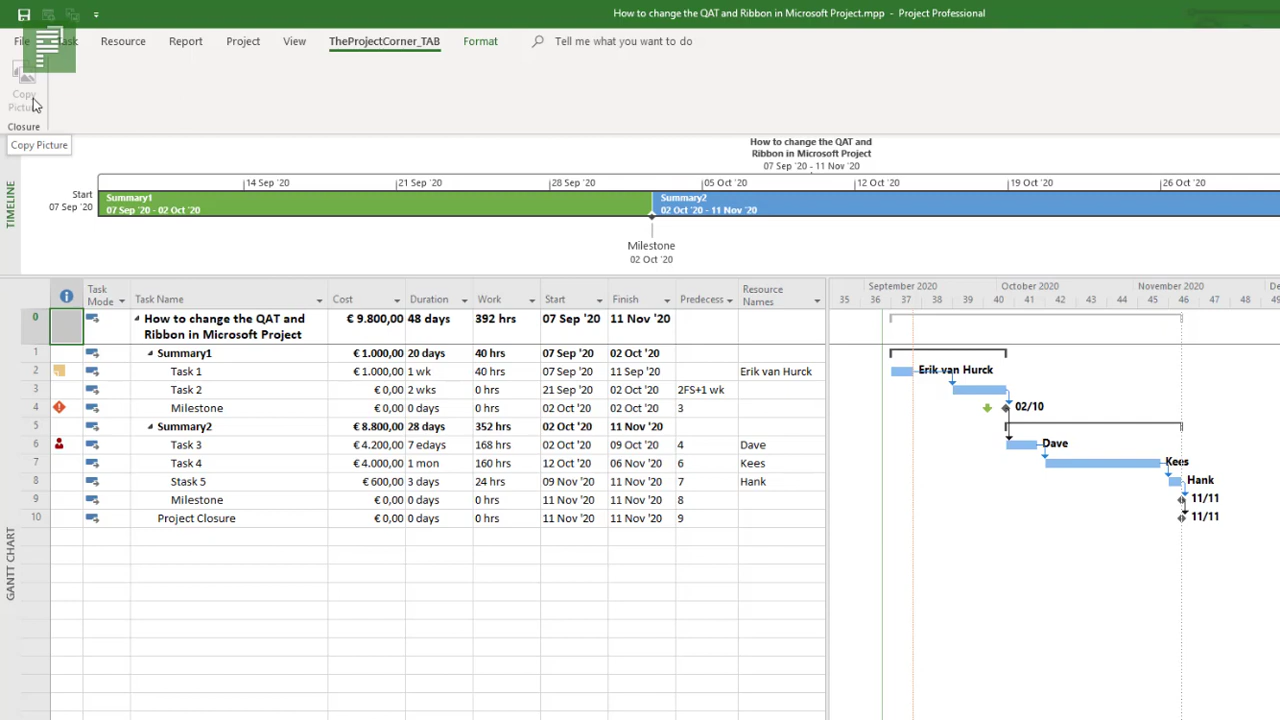 How to change the QAT and Ribbon in Microsoft Project.mpp - Project Professional
File Task Resource Report Project View TheProjectCorner_TAB Format Tell me what you want to do
Copy
Picture
Closure
Copy Picture
TIMELINE
How to change the QAT and
Ribbon in Microsoft Project
07 Sep '20 - 11 Nov '20
14 Sep '20 21 Sep '20 28 Sep '20 05 Oct '20 12 Oct '20 19 Oct '20 26 Oct '20
Start
07 Sep '20
Summary1
07 Sep '20 - 02 Oct '20
Summary2
02 Oct '20 - 11 Nov '20
Milestone
02 Oct '20
Task Mode Task Name Cost Duration Work Start Finish Predecess Resource Names
September 2020 October 2020 November 2020 De
35 36 37 38 39 40 41 42 43 44 45 46 47 48 49
0 How to change the QAT and Ribbon in Microsoft Project € 9.800,00 48 days 392 hrs 07 Sep '20 11 Nov '20
1 Summary1 € 1.000,00 20 days 40 hrs 07 Sep '20 02 Oct '20
2 Task 1 € 1.000,00 1 wk 40 hrs 07 Sep '20 11 Sep '20 Erik van Hurck Erik van Hurck
3 Task 2 € 0,00 2 wks 0 hrs 21 Sep '20 02 Oct '20 2FS+1 wk
4 Milestone € 0,00 0 days 0 hrs 02 Oct '20 02 Oct '20 3 02/10
5 Summary2 € 8.800,00 28 days 352 hrs 02 Oct '20 11 Nov '20
6 Task 3 € 4.200,00 7 edays 168 hrs 02 Oct '20 09 Oct '20 4 Dave Dave
7 Task 4 € 4.000,00 1 mon 160 hrs 12 Oct '20 06 Nov '20 6 Kees Kees
8 Stask 5 € 600,00 3 days 24 hrs 09 Nov '20 11 Nov '20 7 Hank Hank
9 Milestone € 0,00 0 days 0 hrs 11 Nov '20 11 Nov '20 8 11/11
10 Project Closure € 0,00 0 days 0 hrs 11 Nov '20 11 Nov '20 9 11/11
GANTT CHART